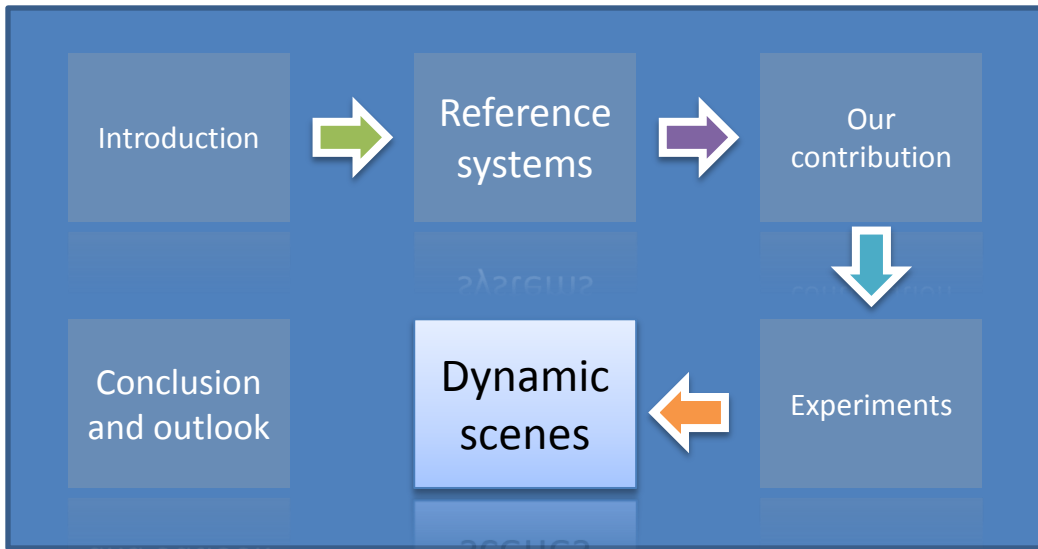 Introduction
Reference
systems
Our
contribution
Conclusion
and outlook
Dynamic
scenes
Experiments